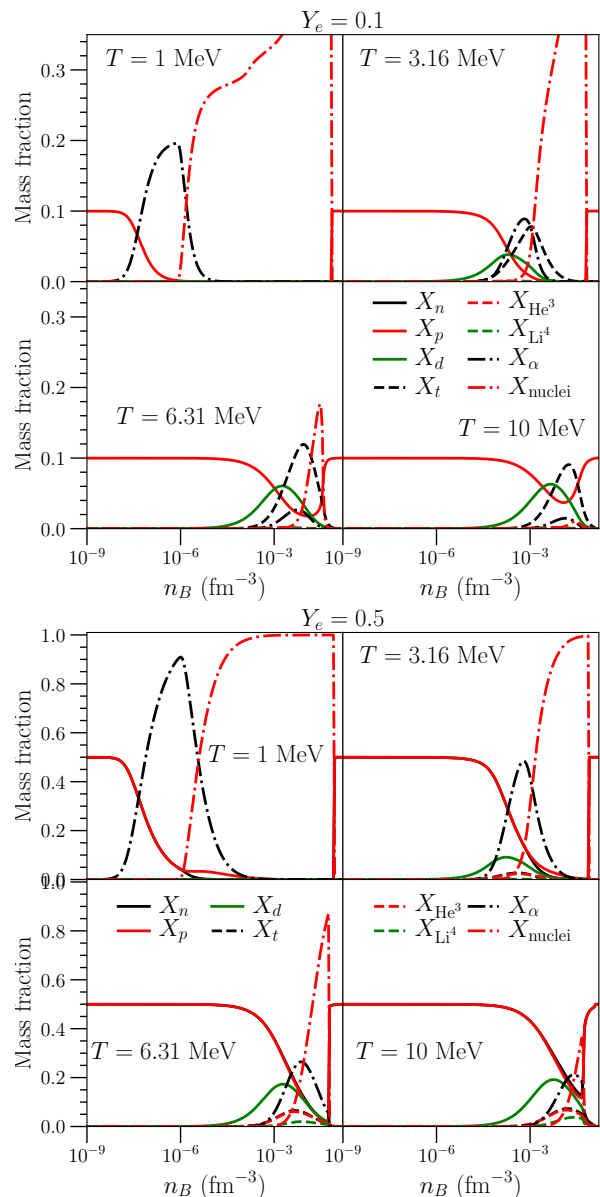 Y_e = 0.1
T = 1 MeV
T = 3.16 MeV
Mass fraction
0.3
0.2
0.1
0.0
X_n
X_p
X_d
X_t
X_He³
X_Li⁴
X_α
X_nuclei
T = 6.31 MeV
T = 10 MeV
Mass fraction
0.3
0.2
0.1
0.0
10⁻⁹ 10⁻⁶ 10⁻³ 10⁻⁹ 10⁻⁶ 10⁻³
n_B (fm⁻³) n_B (fm⁻³)
Y_e = 0.5
T = 1 MeV
T = 3.16 MeV
Mass fraction
1.0
0.8
0.6
0.4
0.2
0.0
X_n
X_p
X_d
X_t
X_He³
X_Li⁴
X_α
X_nuclei
T = 6.31 MeV
T = 10 MeV
Mass fraction
1.0
0.8
0.6
0.4
0.2
0.0
10⁻⁹ 10⁻⁶ 10⁻³ 10⁻⁹ 10⁻⁶ 10⁻³
n_B (fm⁻³) n_B (fm⁻³)